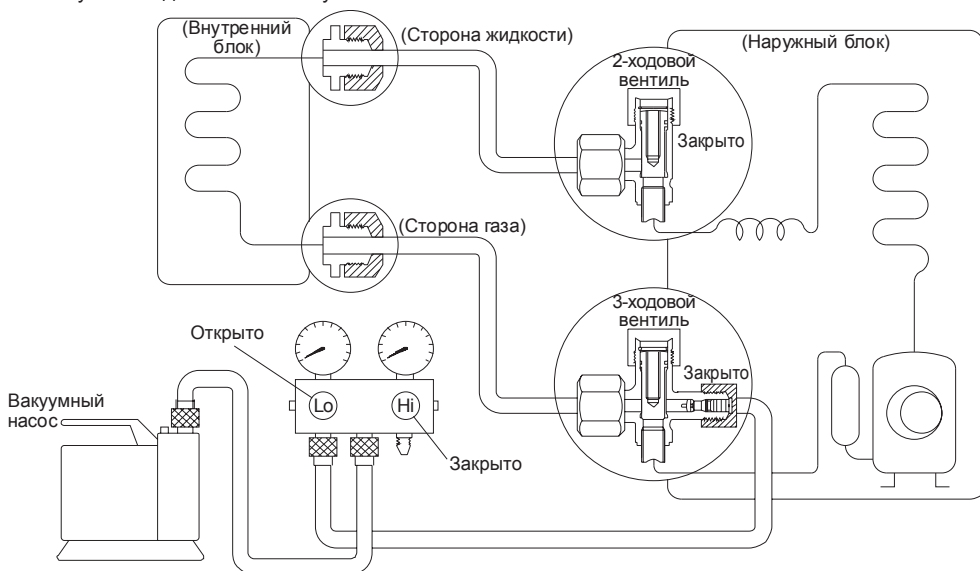 (Внутренний
блок)
(Сторона жидкости)
2-ходовой
вентиль
(Наружный блок)
Закрыто
(Сторона газа)
3-ходовой
вентиль
Открыто
Закрыто
Вакуумный
насос
Lo
Hi
Закрыто